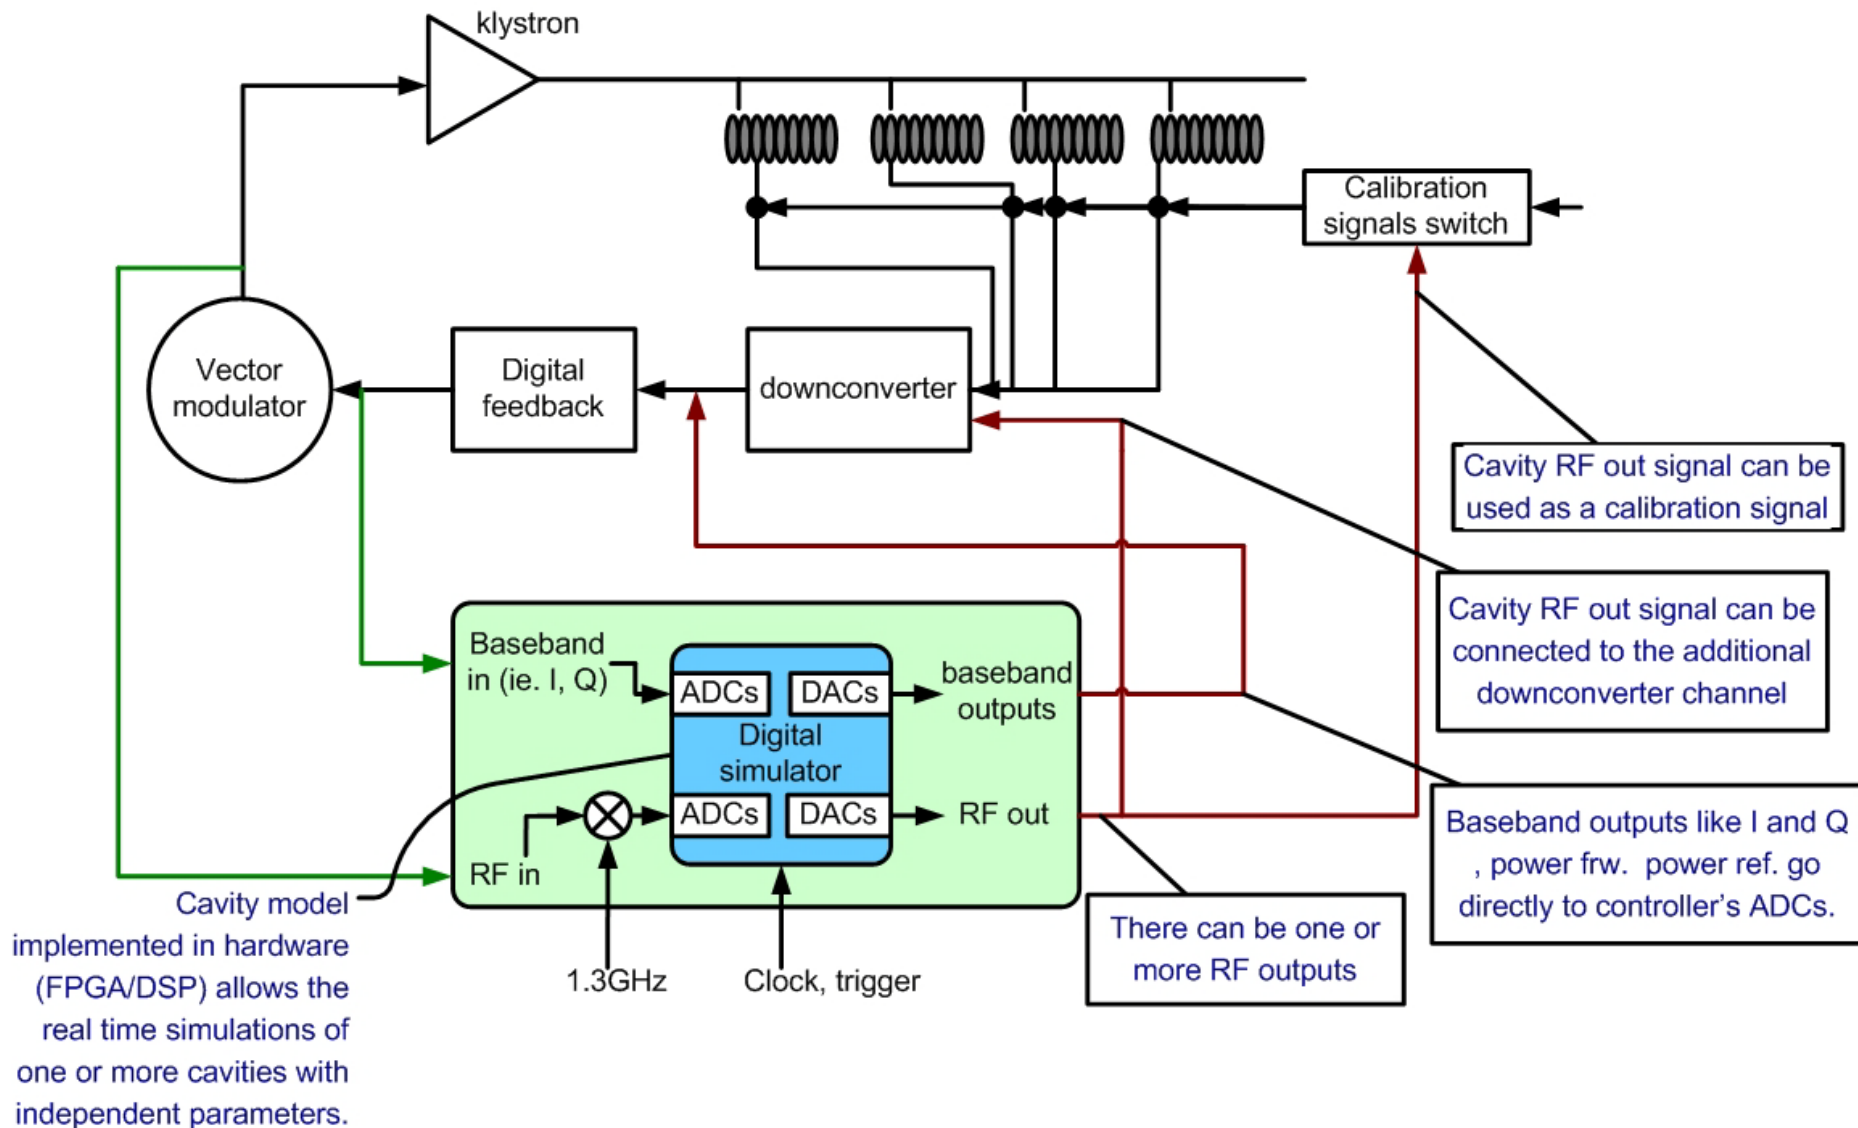 klystron
Calibration
signals switch
Vector
modulator
Digital
feedback
downconverter
Cavity RF out signal can be
used as a calibration signal
Cavity RF out signal can be
connected to the additional
downconverter channel
Baseband
in (ie. I, Q)
ADCs
DACs
baseband
outputs
Digital
simulator
ADCs
DACs
RF out
RF in
Baseband outputs like I and Q
, power frw.  power ref. go
directly to controller’s ADCs.
There can be one or
more RF outputs
1.3GHz
Clock, trigger
Cavity model
implemented in hardware
(FPGA/DSP) allows the
real time simulations of
one or more cavities with
independent parameters.